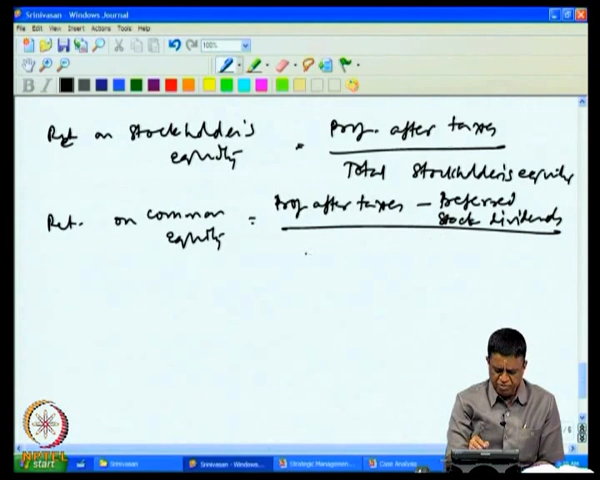 Srinivasan - Windows Journal
File Edit View Insert Actions Tools Help
100%
B I
Ret on stockholder's equity = Prof. after taxes
Total stockholder's equity
Ret. on common equity = Prof after taxes - Preferred stock dividends
/ 6
NPTEL
start Srinivasan Srinivasan - Windows... Strategic Managemen... Case Analysis